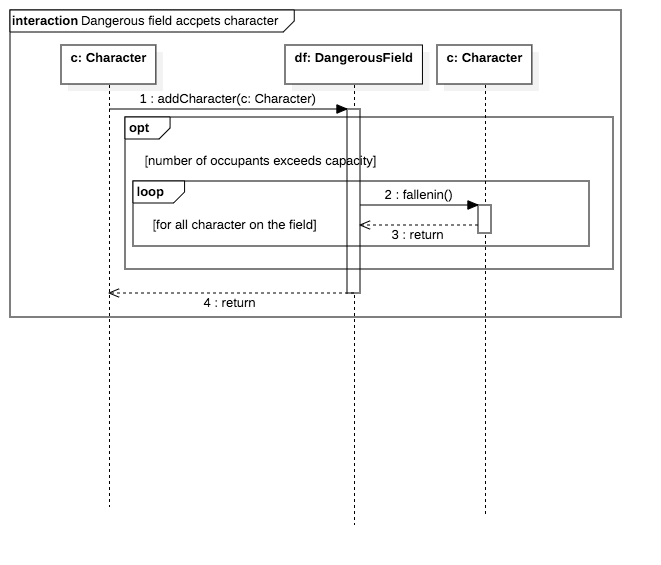 interaction Dangerous field accpets character
c: Character
df: DangerousField
c: Character
1 : addCharacter(c: Character)
opt
[number of occupants exceeds capacity]
loop
2 : fallenin()
[for all character on the field]
3 : return
4 : return